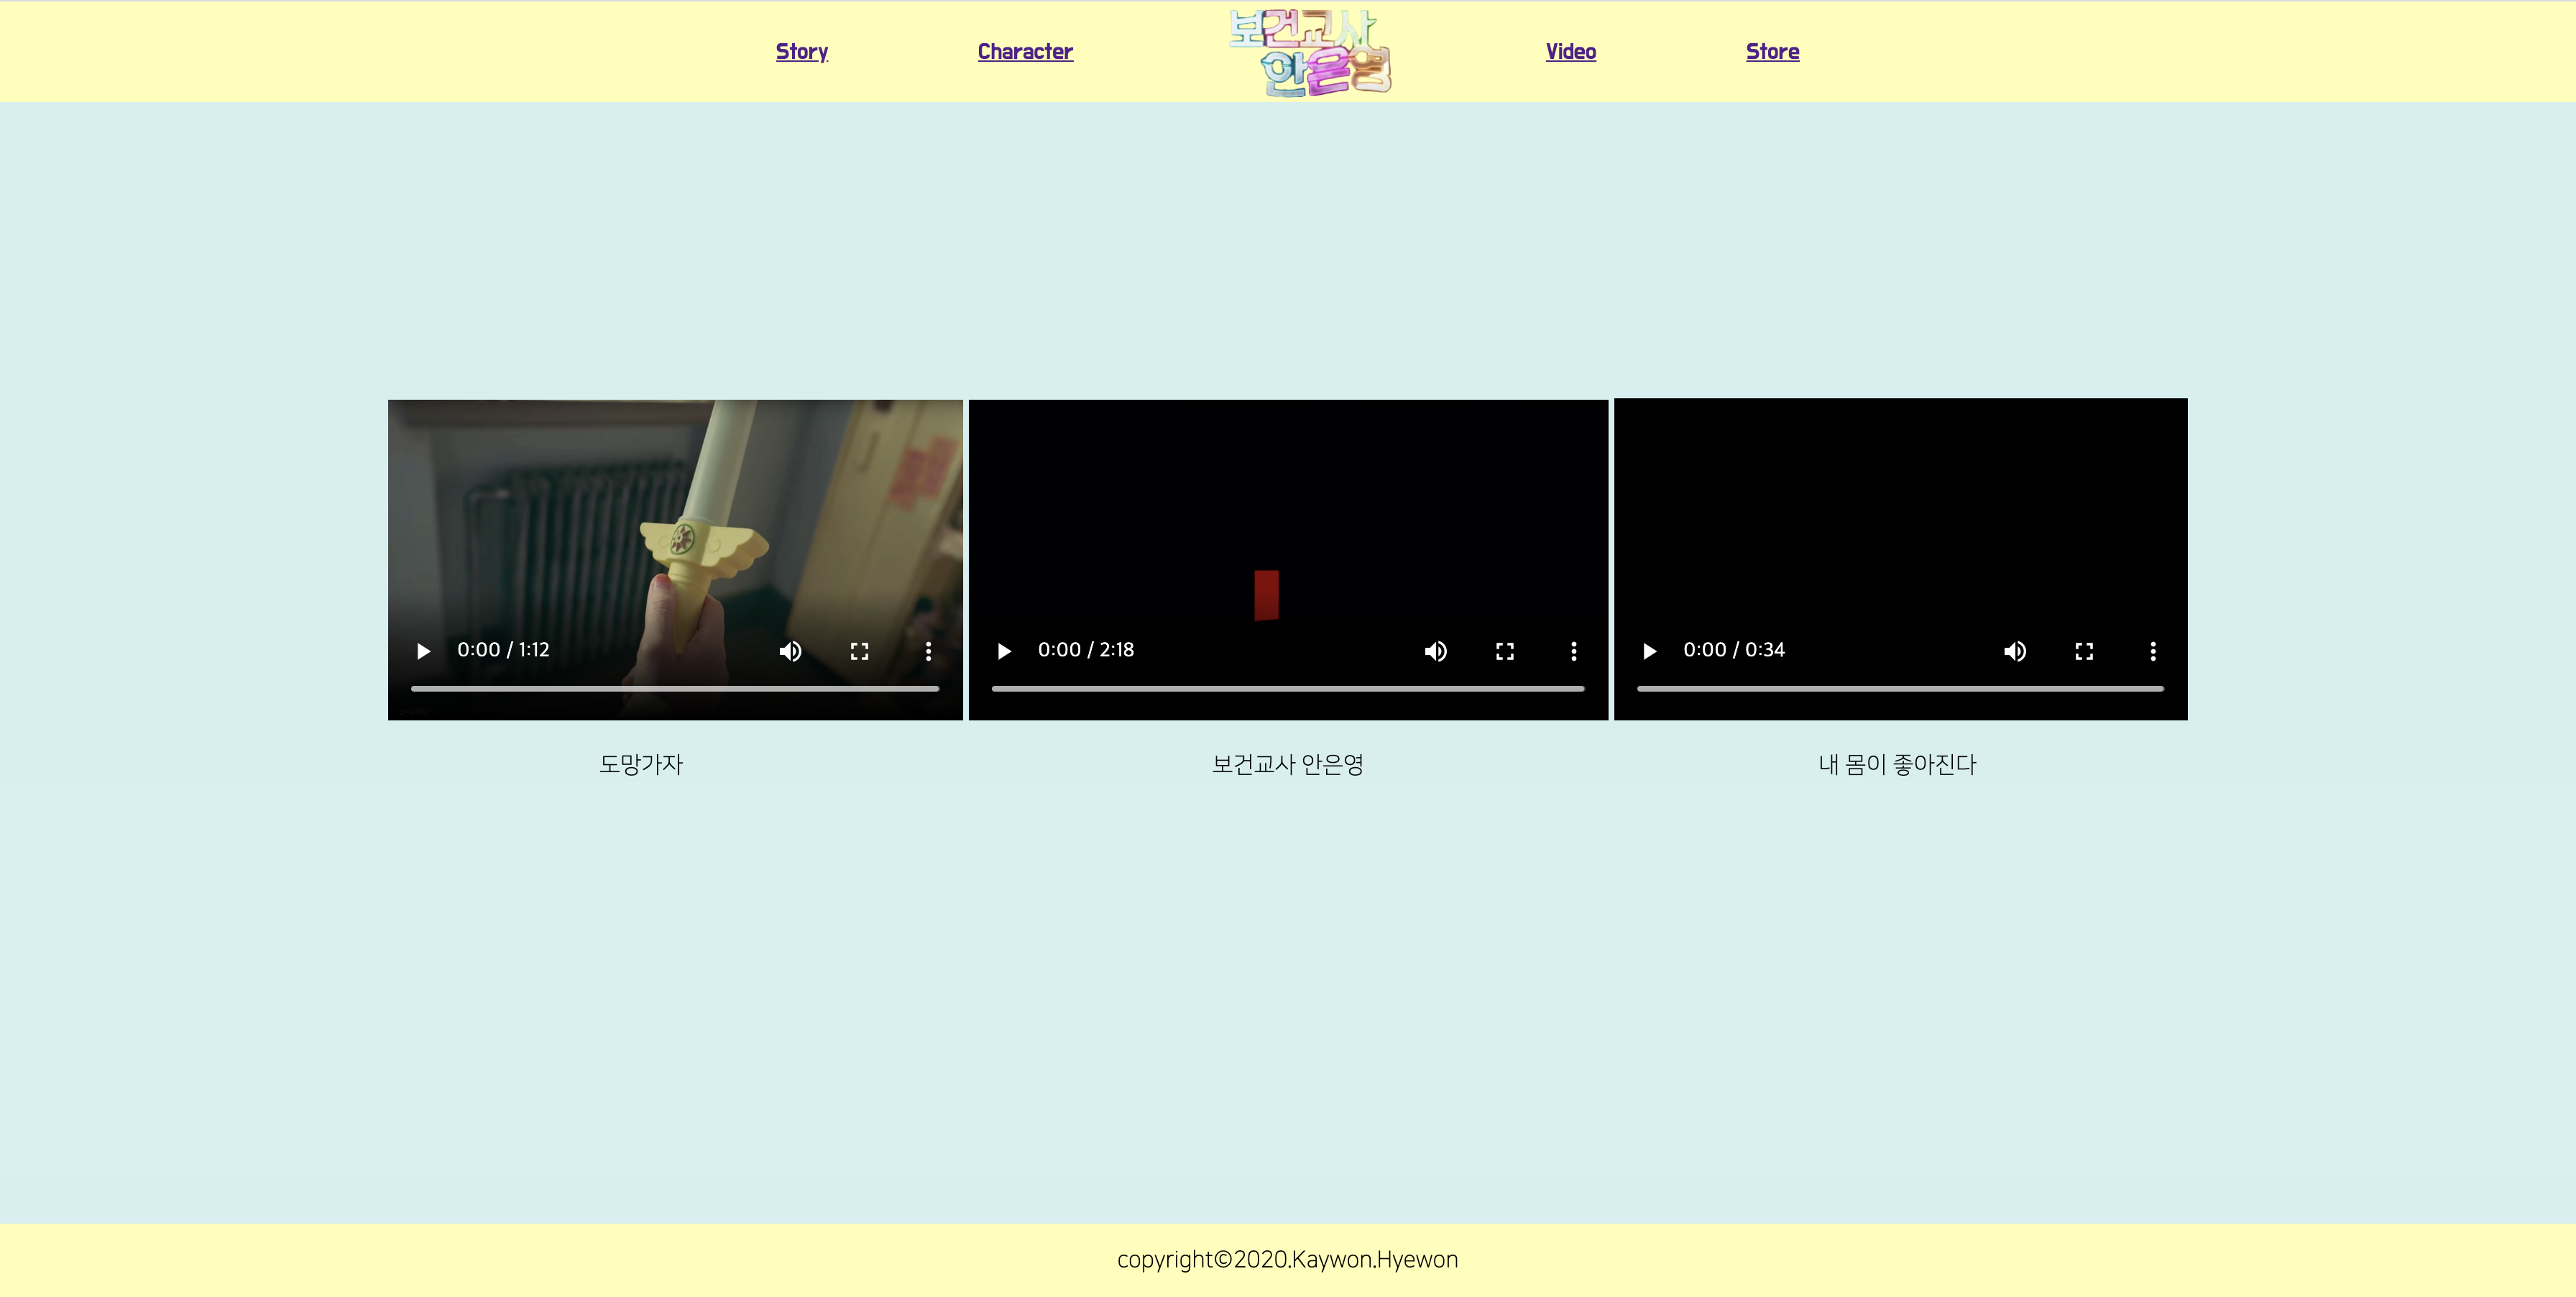 Story
Character
보건교사
안은영
Video
Store
0:00 / 1:12
0:00 / 2:18
0:00 / 0:34
도망가자
보건교사 안은영
내 몸이 좋아진다
copyright©2020.Kaywon.Hyewon